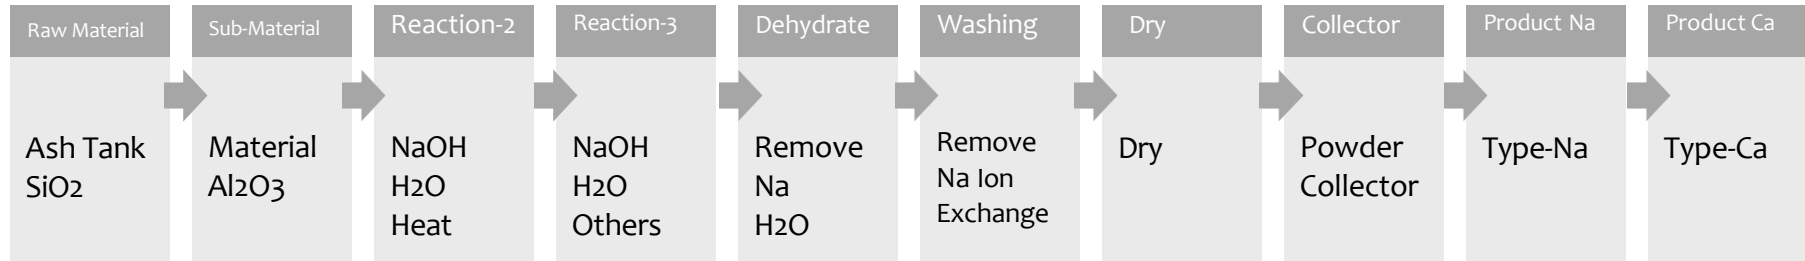 Raw Material
Ash Tank
SiO2
Sub-Material
Material
Al2O3
Reaction-2
NaOH
H2O
Heat
Reaction-3
NaOH
H2O
Others
Dehydrate
Remove
Na
H2O
Washing
Remove
Na Ion
Exchange
Dry
Dry
Collector
Powder
Collector
Product Na
Type-Na
Product Ca
Type-Ca